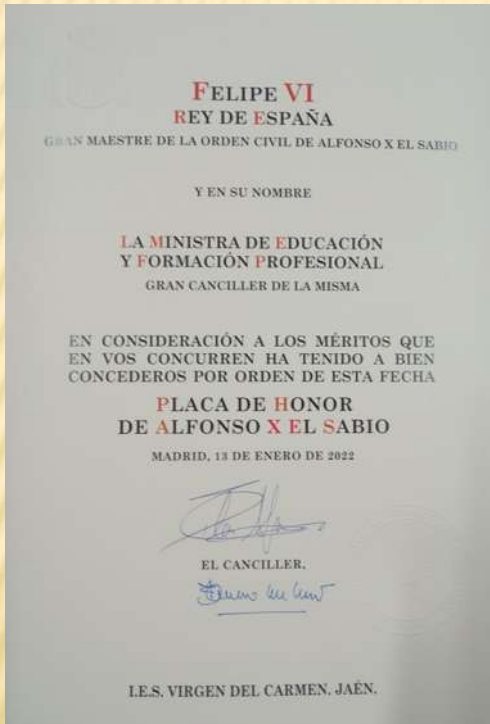 FELIPE VI
REY DE ESPAÑA
GRAN MAESTRE DE LA ORDEN CIVIL DE ALFONSO X EL SABIO
Y EN SU NOMBRE
LA MINISTRA DE EDUCACIÓN
Y FORMACIÓN PROFESIONAL
GRAN CANCILLER DE LA MISMA
EN CONSIDERACIÓN A LOS MÉRITOS QUE
EN VOS CONCURREN HA TENIDO A BIEN
CONCEDEROS POR ORDEN DE ESTA FECHA
PLACA DE HONOR
DE ALFONSO X EL SABIO
MADRID, 13 DE ENERO DE 2022
EL CANCILLER,
I.E.S. VIRGEN DEL CARMEN. JAÉN.